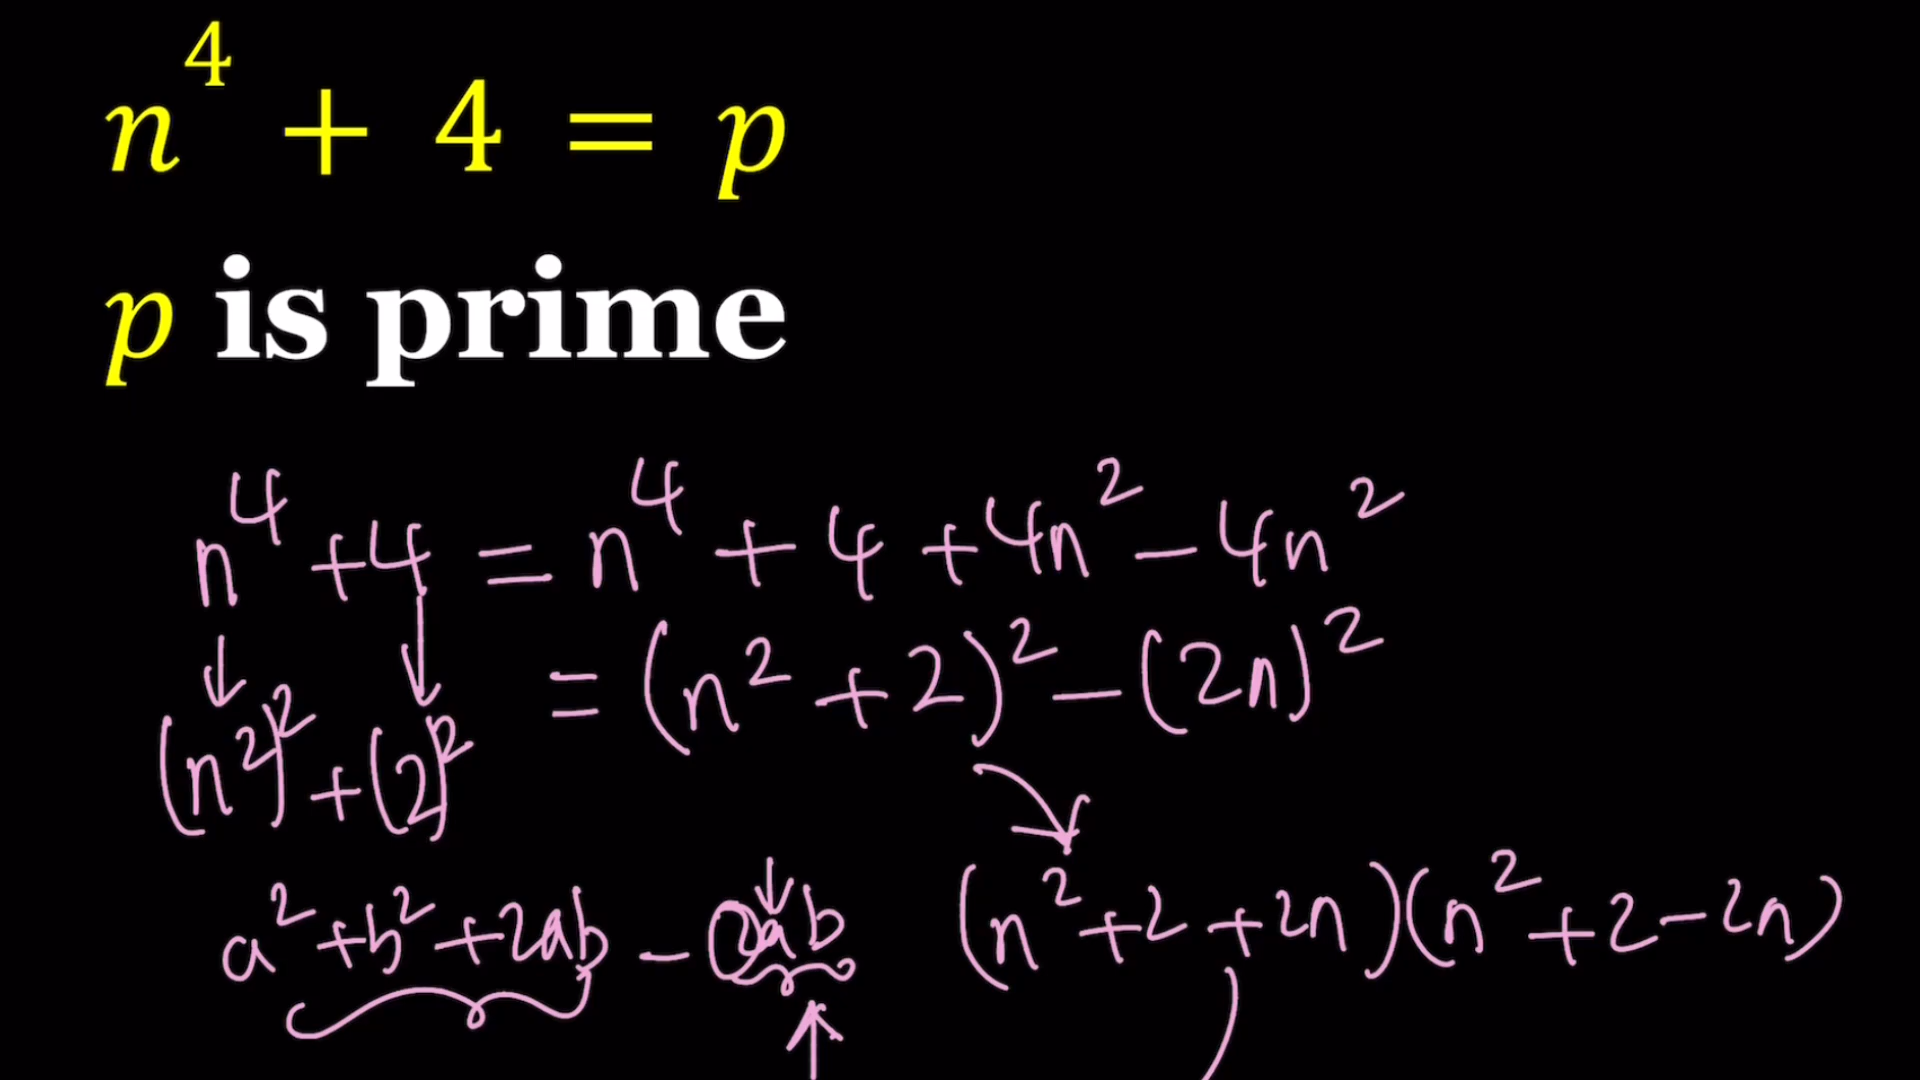 n⁴ + 4 = p
p is prime
n⁴ + 4 = n⁴ + 4 + 4n² − 4n²
= (n² + 2)² − (2n)²
(n²)² + (2)²
a² + b² + 2ab − 2ab
(n² + 2 + 2n)(n² + 2 − 2n)